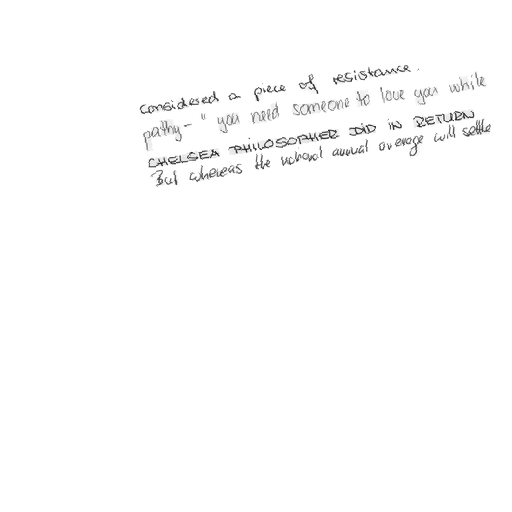 considered a piece of resistance.
pathy-" you need someone to love you while
CHELSEA PHILOSOPHER DID IN RETURN
But whereas the national annual average will settle